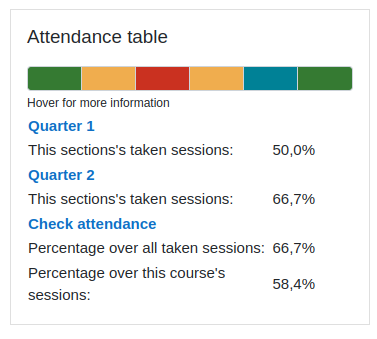 Attendance table
Hover for more information
Quarter 1
This sections's taken sessions: 50,0%
Quarter 2
This sections's taken sessions: 66,7%
Check attendance
Percentage over all taken sessions: 66,7%
Percentage over this course's
sessions: 58,4%